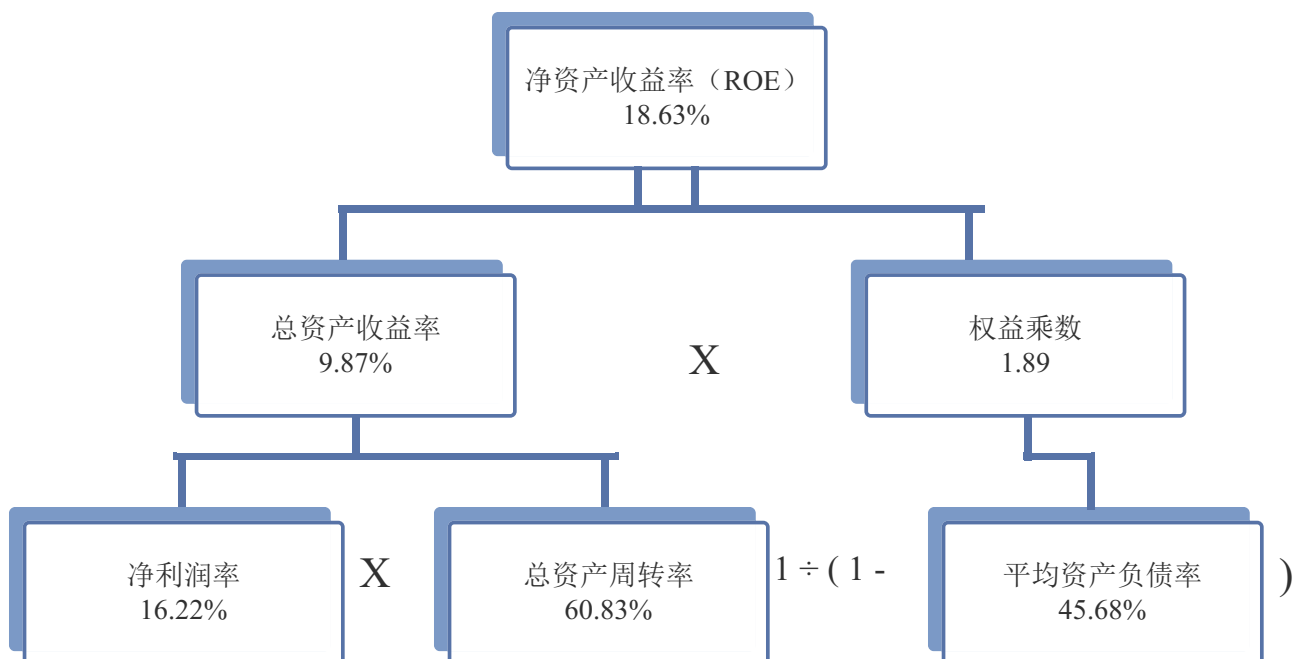 净资产收益率（ROE）
18.63%
总资产收益率
9.87%
X
权益乘数
1.89
净利润率
16.22%
X
总资产周转率
60.83%
1 ÷ ( 1 -
平均资产负债率
45.68%
)